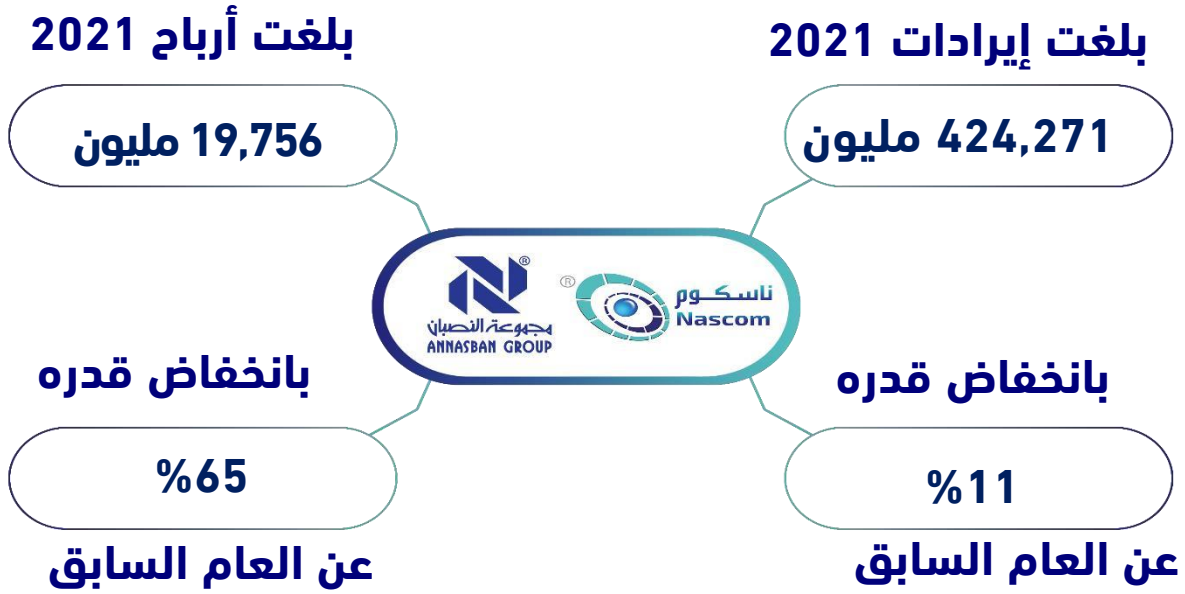 بلغت إيرادات 2021
424,271 مليون
بلغت أرباح 2021
19,756 مليون
ناسكوم
Nascom
®
®
مجموعة النصبان
ANNASBAN GROUP
بانخفاض قدره
%11
عن العام السابق
بانخفاض قدره
%65
عن العام السابق